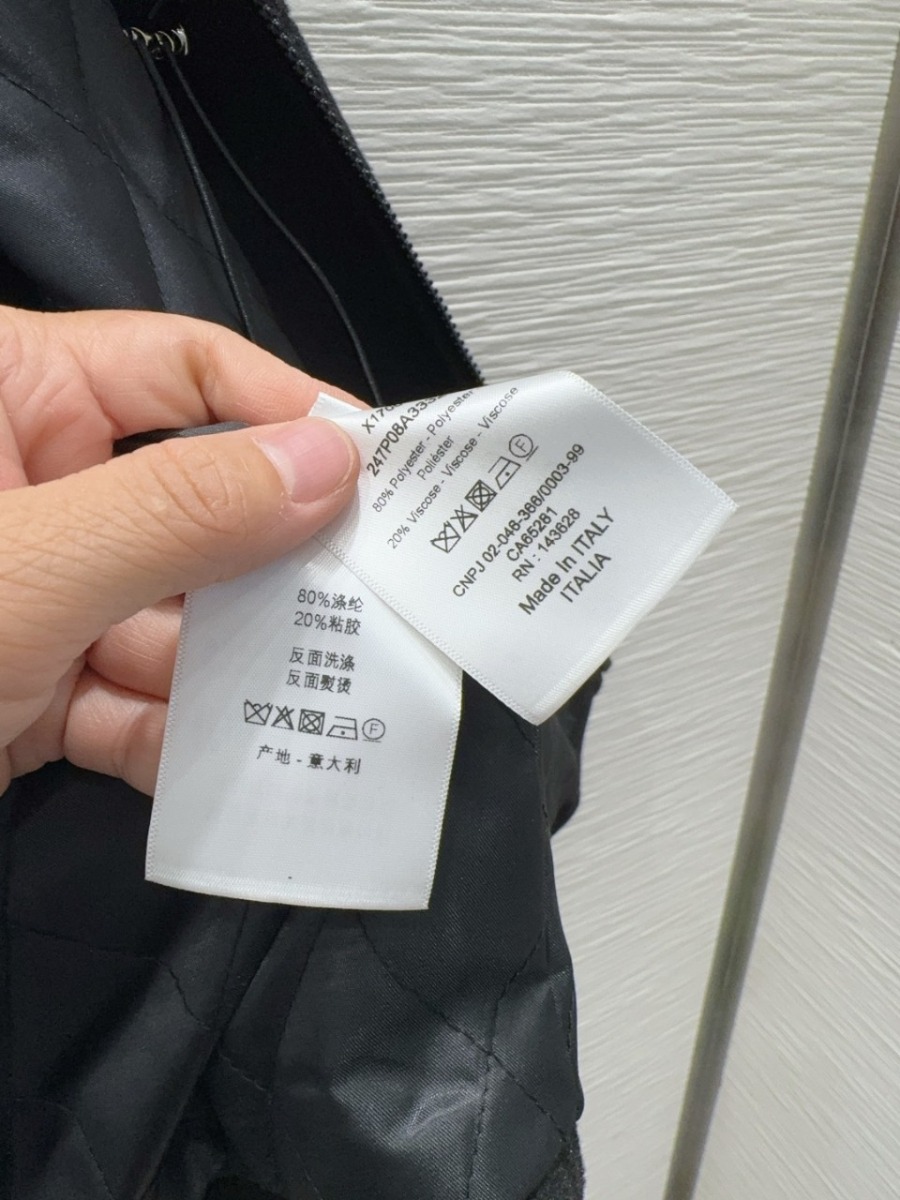 247P08A333
80% Polyester - Polyester
Poliéster
20% Viscose - Viscose - Viscose
F
CNPJ 02-046-366/0003-99
CA65281
RN : 143628
Made In ITALY
ITALIA
80%涤纶
20%粘胶
反面洗涤
反面熨烫
F
产地 - 意大利